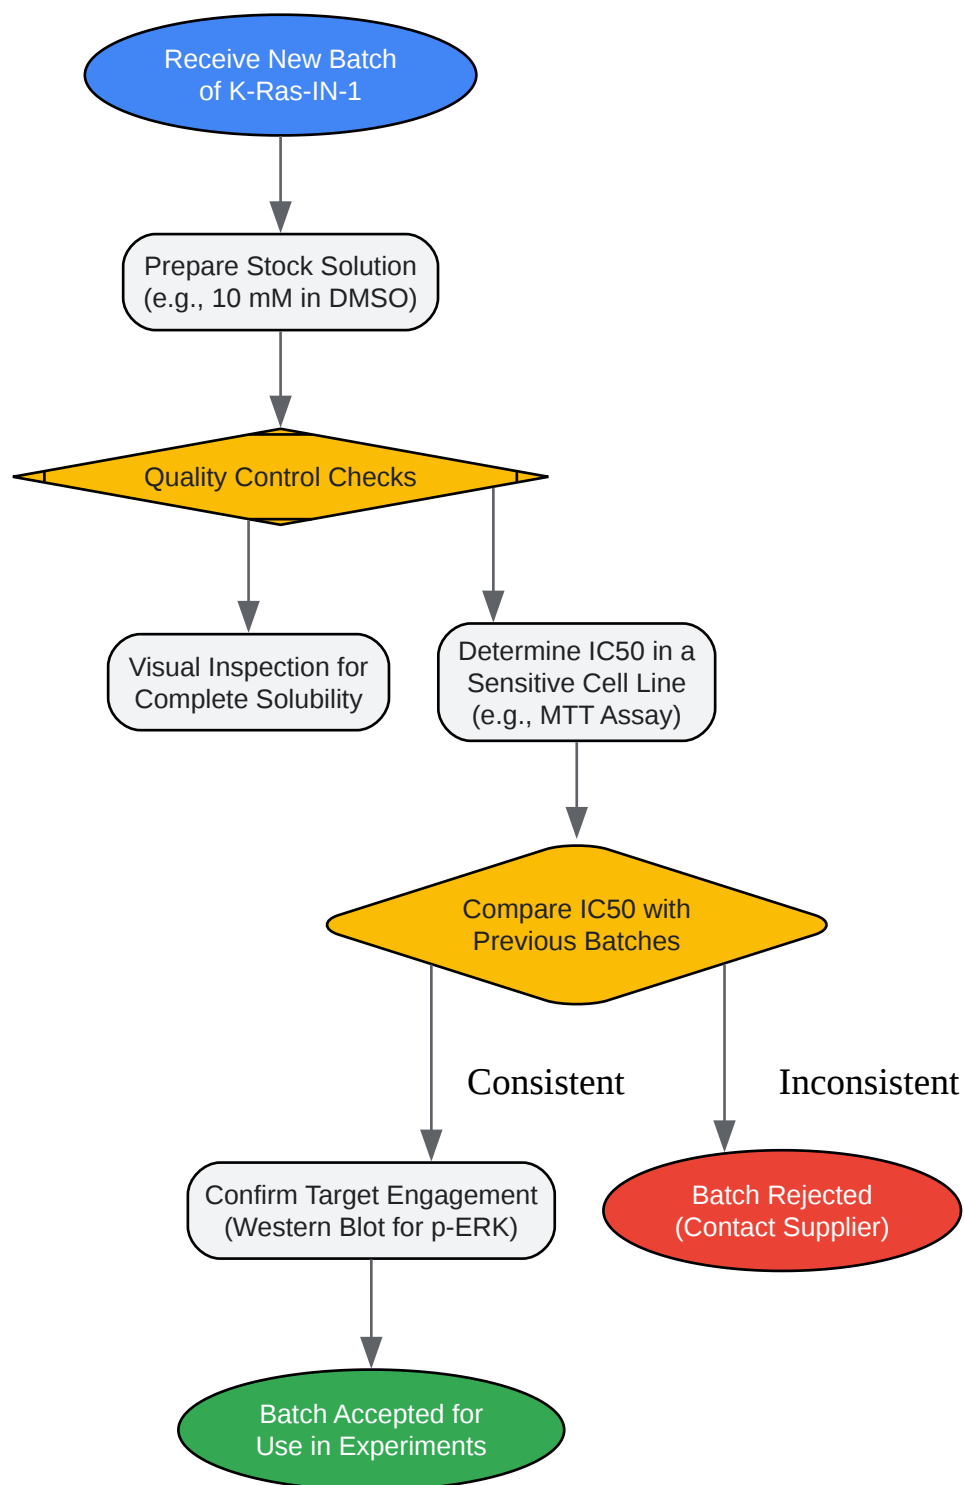 Receive New Batch
of K-Ras-IN-1
Prepare Stock Solution
(e.g., 10 mM in DMSO)
Quality Control Checks
Visual Inspection for
Complete Solubility
Determine IC50 in a
Sensitive Cell Line
(e.g., MTT Assay)
Compare IC50 with
Previous Batches
Consistent
Inconsistent
Confirm Target Engagement
(Western Blot for p-ERK)
Batch Rejected
(Contact Supplier)
Batch Accepted for
Use in Experiments